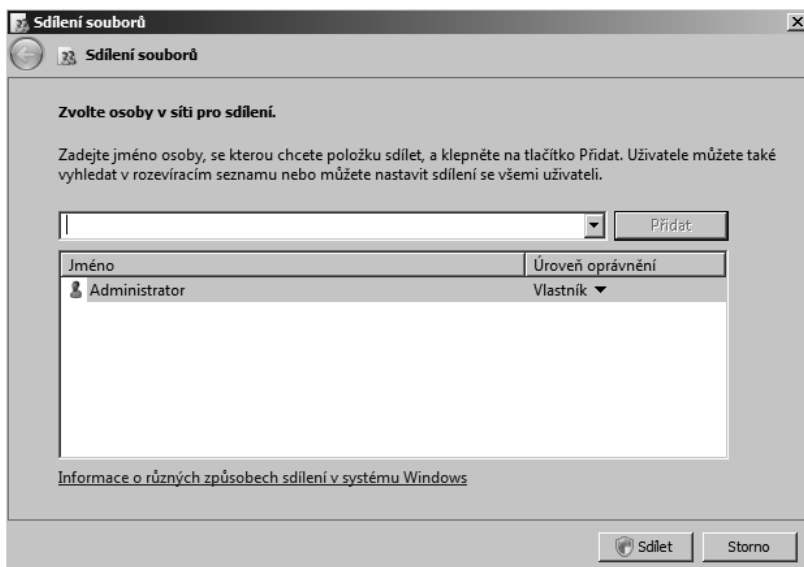 Sdílení souborů
Sdílení souborů
Zvolte osoby v síti pro sdílení.
Zadejte jméno osoby, se kterou chcete položku sdílet, a klepněte na tlačítko Přidat. Uživatele můžete také
vyhledat v rozevíracím seznamu nebo můžete nastavit sdílení se všemi uživateli.
Přidat
Jméno Úroveň oprávnění
Administrator Vlastník
Informace o různých způsobech sdílení v systému Windows
Sdílet Storno